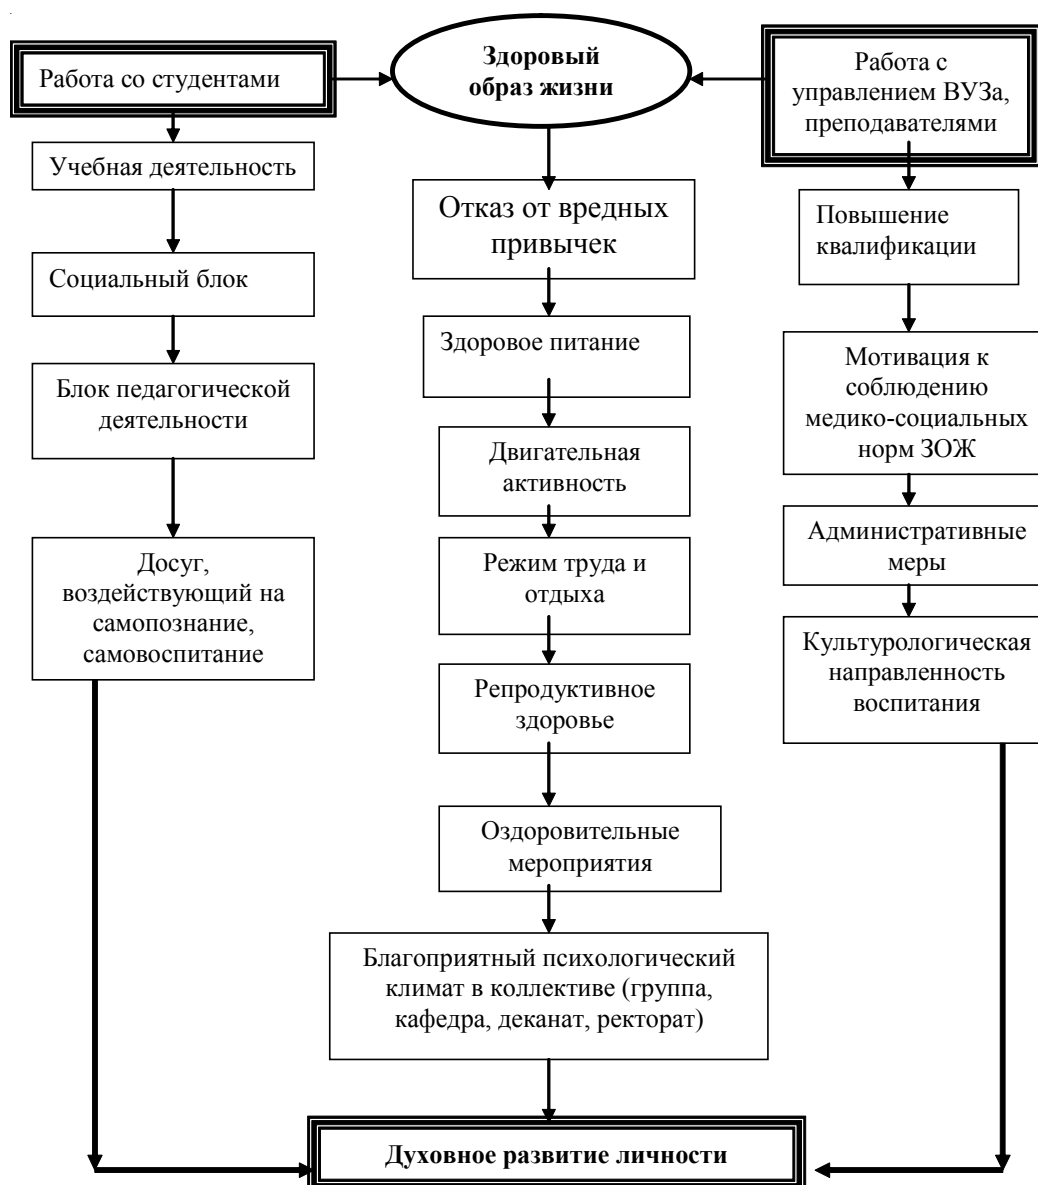 Работа со студентами
Здоровый
образ жизни
Работа с
управлением ВУЗа,
преподавателями
Учебная деятельность
Социальный блок
Блок педагогической
деятельности
Досуг,
воздействующий на
самопознание,
самовоспитание
Отказ от вредных
привычек
Здоровое питание
Двигательная
активность
Режим труда и
отдыха
Репродуктивное
здоровье
Оздоровительные
мероприятия
Благоприятный психологический
климат в коллективе (группа,
кафедра, деканат, ректорат)
Повышение
квалификации
Мотивация к
соблюдению
медико-социальных
норм ЗОЖ
Административные
меры
Культурологическая
направленность
воспитания
Духовное развитие личности